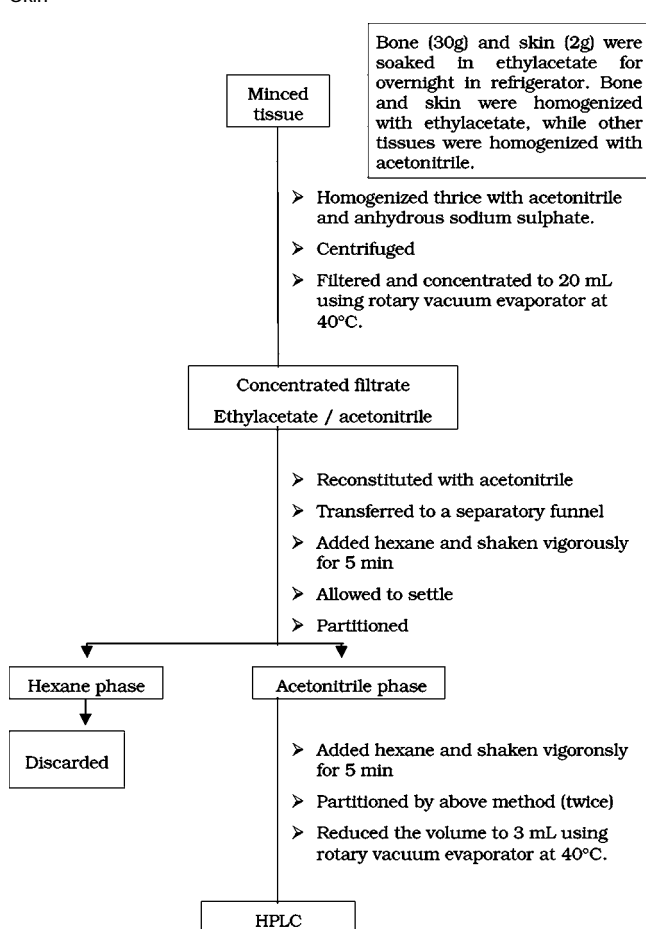 Bone (30g) and skin (2g) were
soaked in ethylacetate for
overnight in refrigerator. Bone
and skin were homogenized
with ethylacetate, while other
tissues were homogenized with
acetonitrile.
Minced
tissue
➢ Homogenized thrice with acetonitrile
and anhydrous sodium sulphate.
➢ Centrifuged
➢ Filtered and concentrated to 20 mL
using rotary vacuum evaporator at
40°C.
Concentrated filtrate
Ethylacetate / acetonitrile
➢ Reconstituted with acetonitrile
➢ Transferred to a separatory funnel
➢ Added hexane and shaken vigorously
for 5 min
➢ Allowed to settle
➢ Partitioned
Hexane phase
Acetonitrile phase
Discarded
➢ Added hexane and shaken vigoronsly
for 5 min
➢ Partitioned by above method (twice)
➢ Reduced the volume to 3 mL using
rotary vacuum evaporator at 40°C.
HPLC